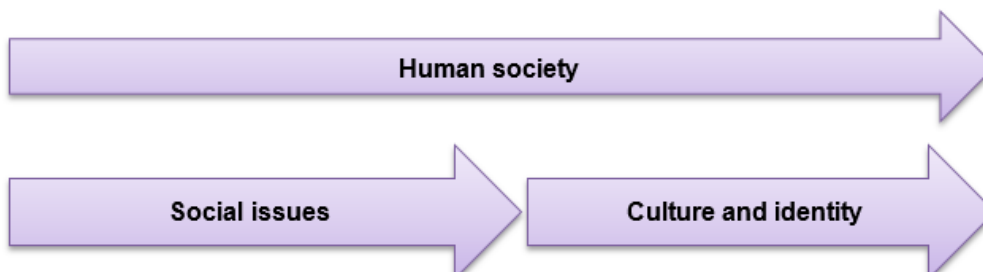 Human society
Social issues
Culture and identity